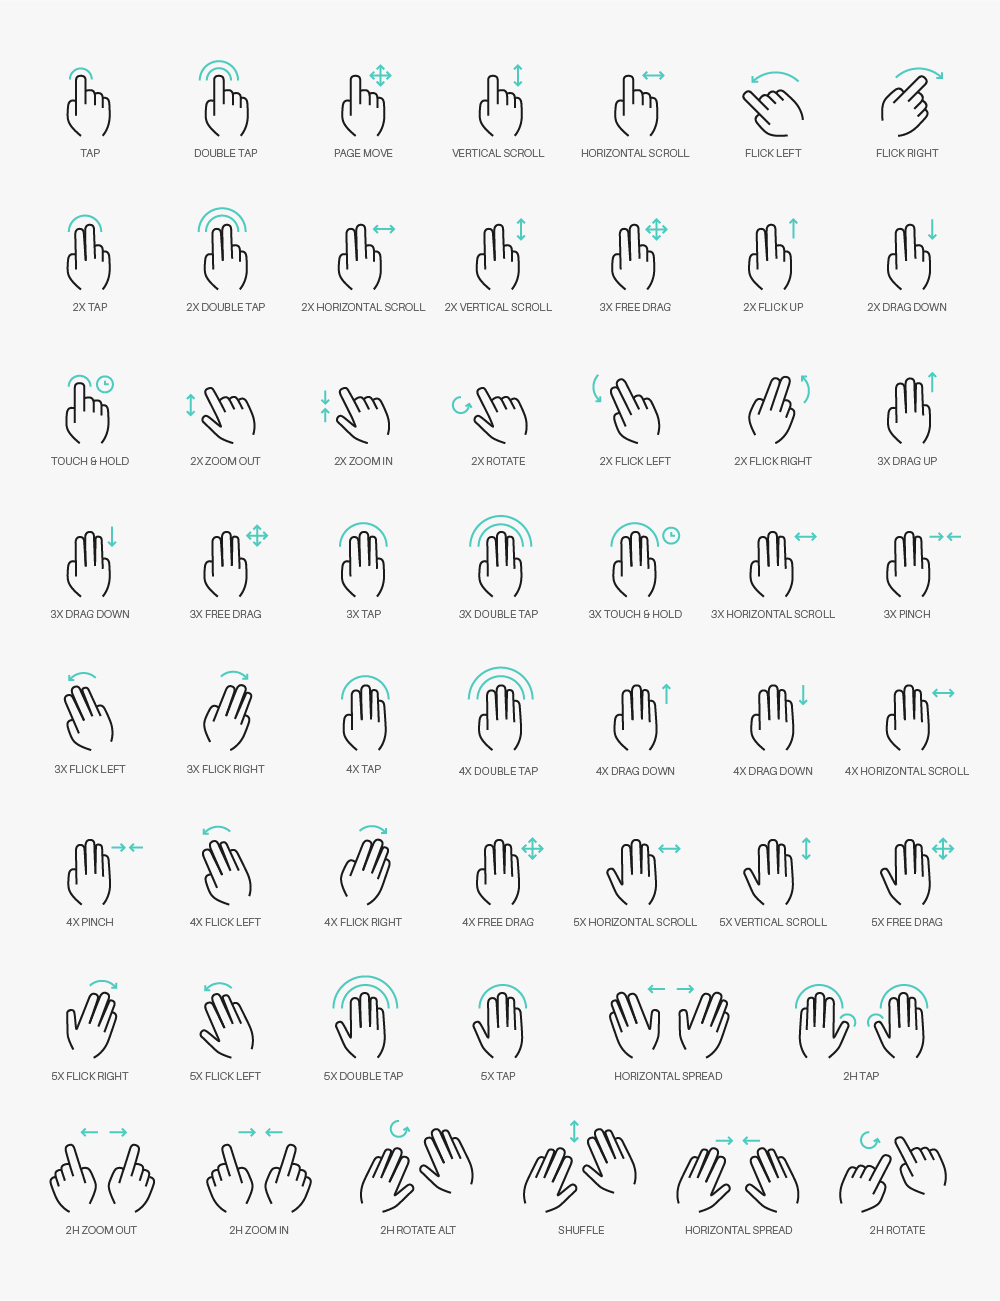 TAP
DOUBLE TAP
PAGE MOVE
VERTICAL SCROLL
HORIZONTAL SCROLL
FLICK LEFT
FLICK RIGHT
2X TAP
2X DOUBLE TAP
2X HORIZONTAL SCROLL
2X VERTICAL SCROLL
3X FREE DRAG
2X FLICK UP
2X DRAG DOWN
TOUCH & HOLD
2X ZOOM OUT
2X ZOOM IN
2X ROTATE
2X FLICK LEFT
2X FLICK RIGHT
3X DRAG UP
3X DRAG DOWN
3X FREE DRAG
3X TAP
3X DOUBLE TAP
3X TOUCH & HOLD
3X HORIZONTAL SCROLL
3X PINCH
3X FLICK LEFT
3X FLICK RIGHT
4X TAP
4X DOUBLE TAP
4X DRAG DOWN
4X DRAG DOWN
4X HORIZONTAL SCROLL
4X PINCH
4X FLICK LEFT
4X FLICK RIGHT
4X FREE DRAG
5X HORIZONTAL SCROLL
5X VERTICAL SCROLL
5X FREE DRAG
5X FLICK RIGHT
5X FLICK LEFT
5X DOUBLE TAP
5X TAP
HORIZONTAL SPREAD
2H TAP
2H ZOOM OUT
2H ZOOM IN
2H ROTATE ALT
SHUFFLE
HORIZONTAL SPREAD
2H ROTATE